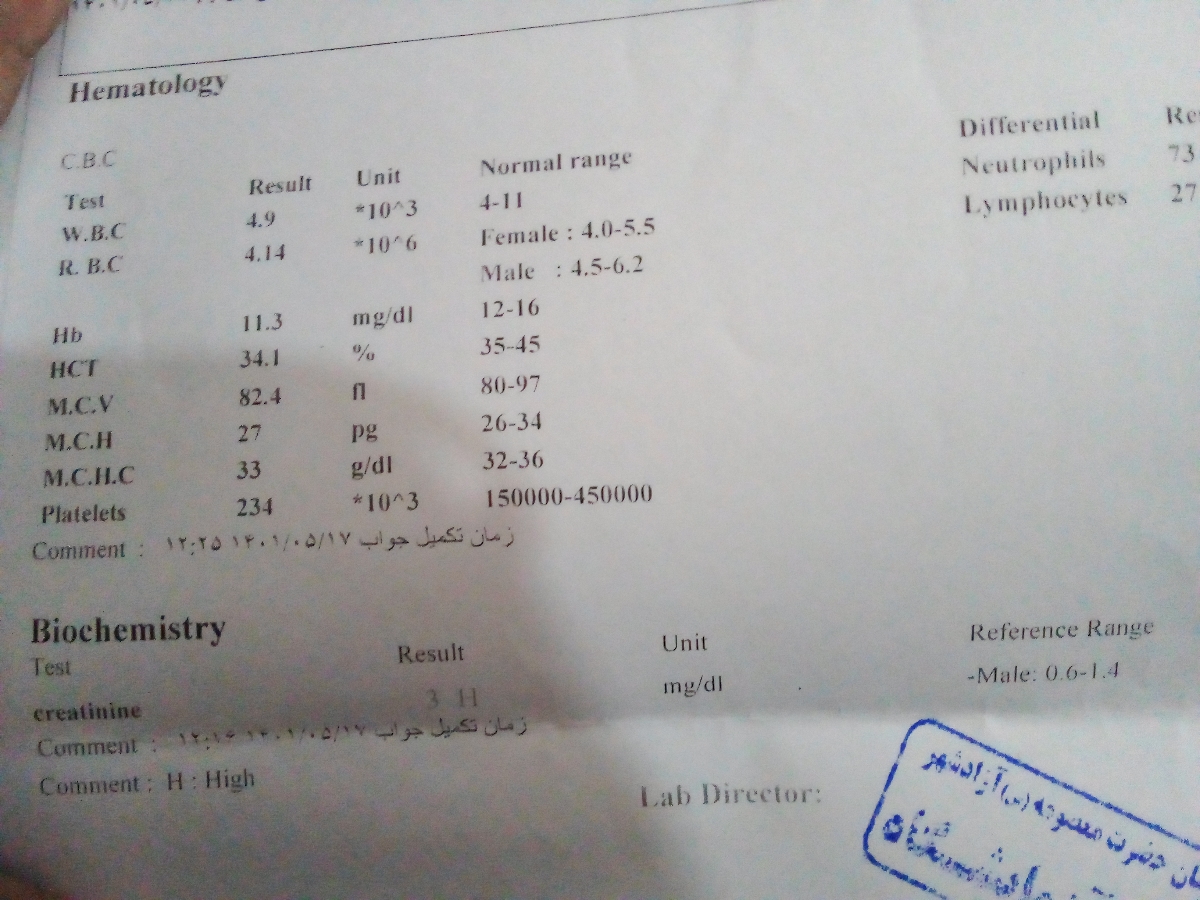 Hematology
C.B.C
Test Result Unit Normal range
W.B.C 4.9 *10^3 4-11
R. B.C 4.14 *10^6 Female : 4.0-5.5
Male : 4.5-6.2
Hb 11.3 mg/dl 12-16
HCT 34.1 % 35-45
M.C.V 82.4 fl 80-97
M.C.H 27 pg 26-34
M.C.H.C 33 g/dl 32-36
Platelets 234 *10^3 150000-450000
Comment : زمان تکمیل جواب ۱۴۰۱/۰۵/۱۷ ۱۲:۲۵
Differential
Neutrophils 73
Lymphocytes 27
Biochemistry
Test Result Unit Reference Range
creatinine 3 H mg/dl -Male: 0.6-1.4
Comment : زمان تکمیل جواب ۱۴۰۱/۰۵/۱۷
Comment : H : High
Lab Director:
حضرت معصومه (س) آزادشهر